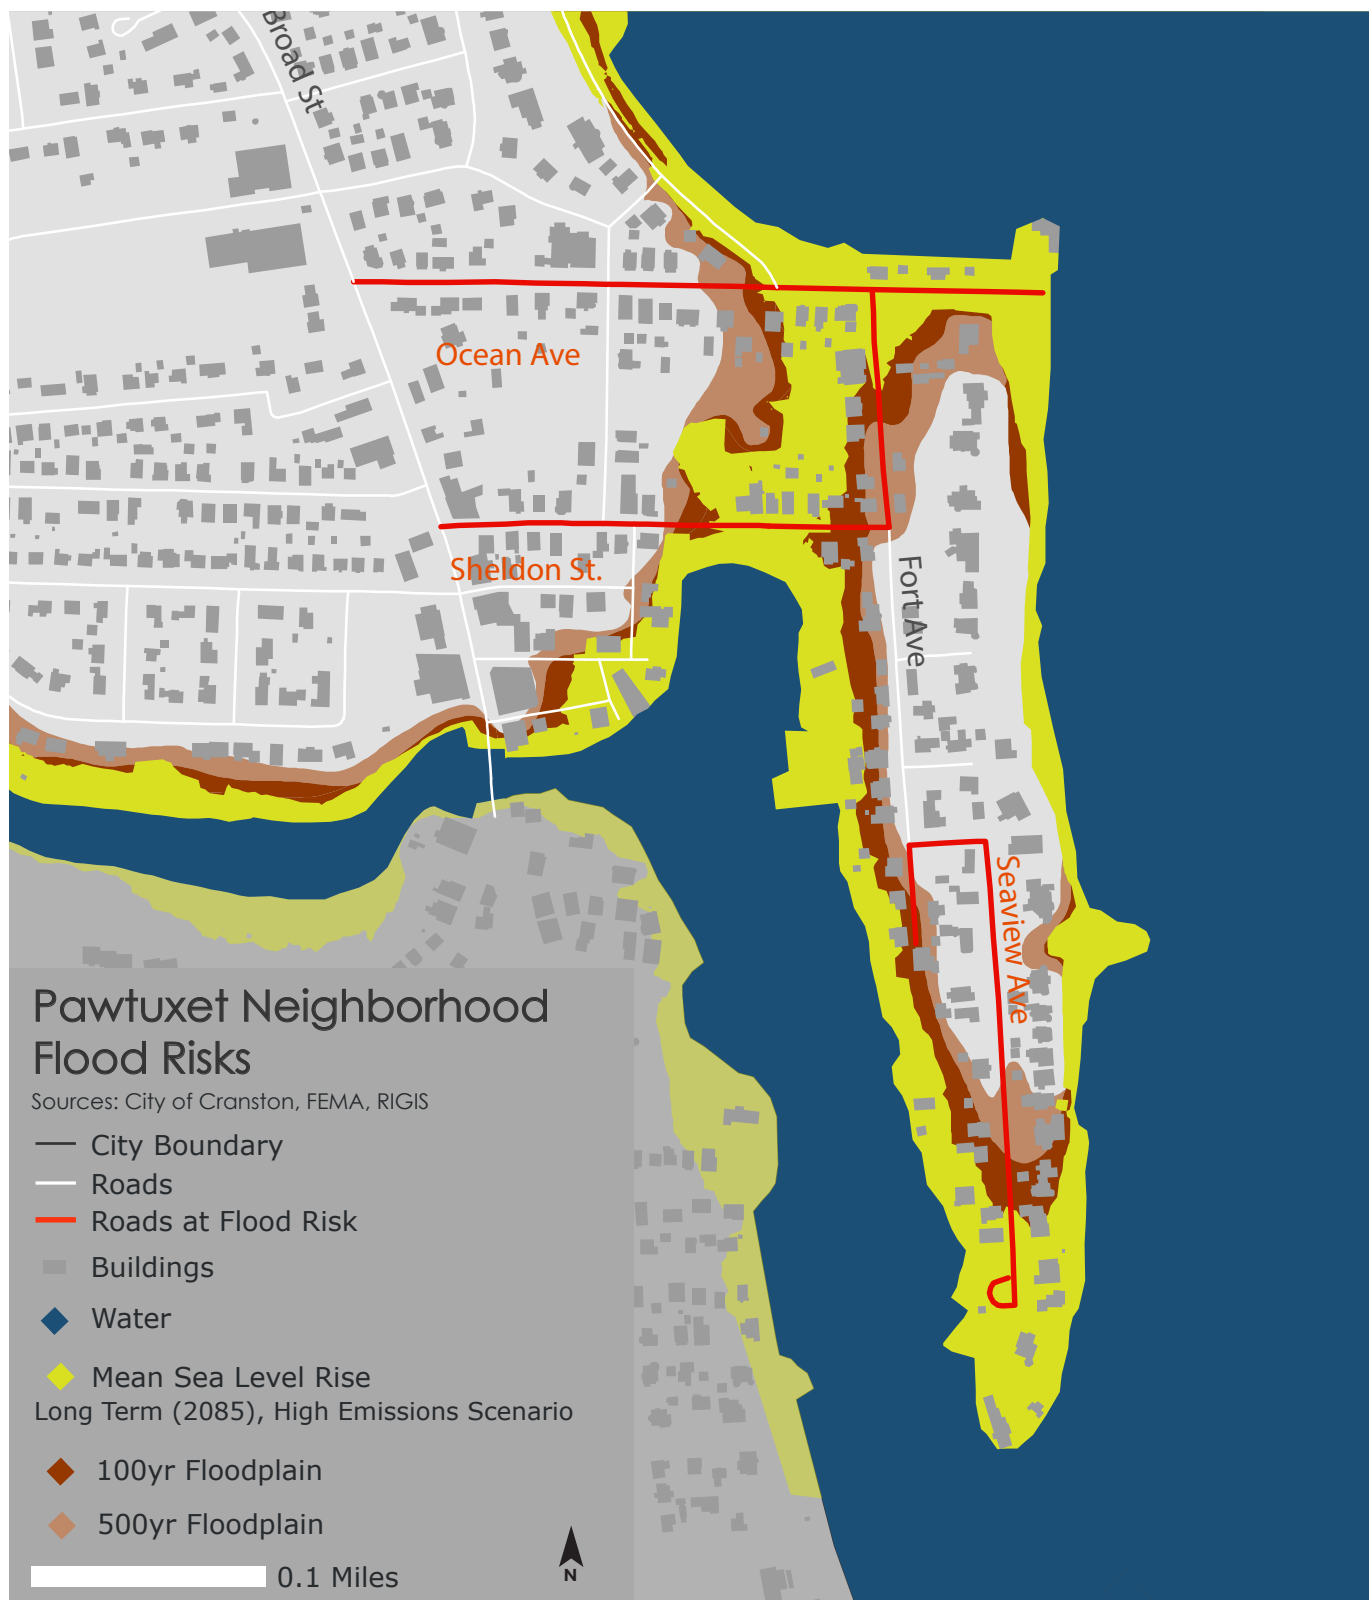 Broad St
Ocean Ave
Sheldon St.
Fort Ave
Seaview Ave
Pawtuxet Neighborhood
Flood Risks
Sources: City of Cranston, FEMA, RIGIS
City Boundary
Roads
Roads at Flood Risk
Buildings
Water
Mean Sea Level Rise
Long Term (2085), High Emissions Scenario
100yr Floodplain
500yr Floodplain
0.1 Miles
N